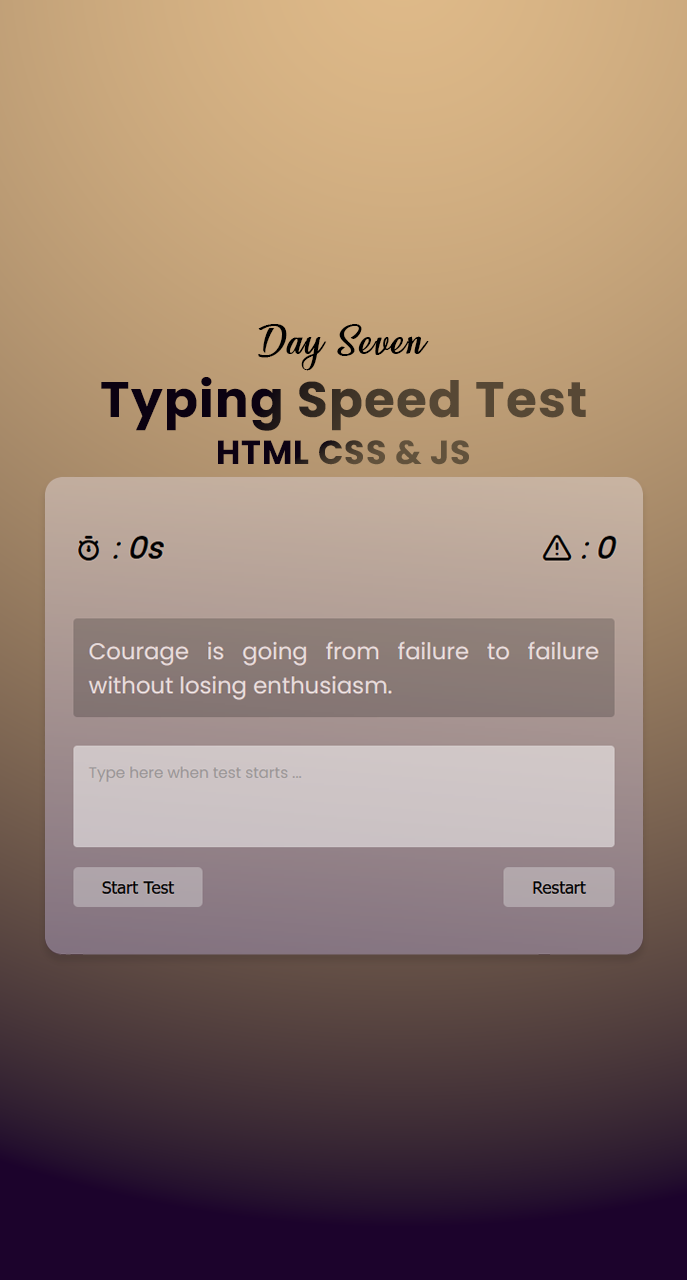 Day Seven
Typing Speed Test
HTML CSS & JS
: 0s : 0
Courage is going from failure to failure
without losing enthusiasm.
Type here when test starts ...
Start Test Restart